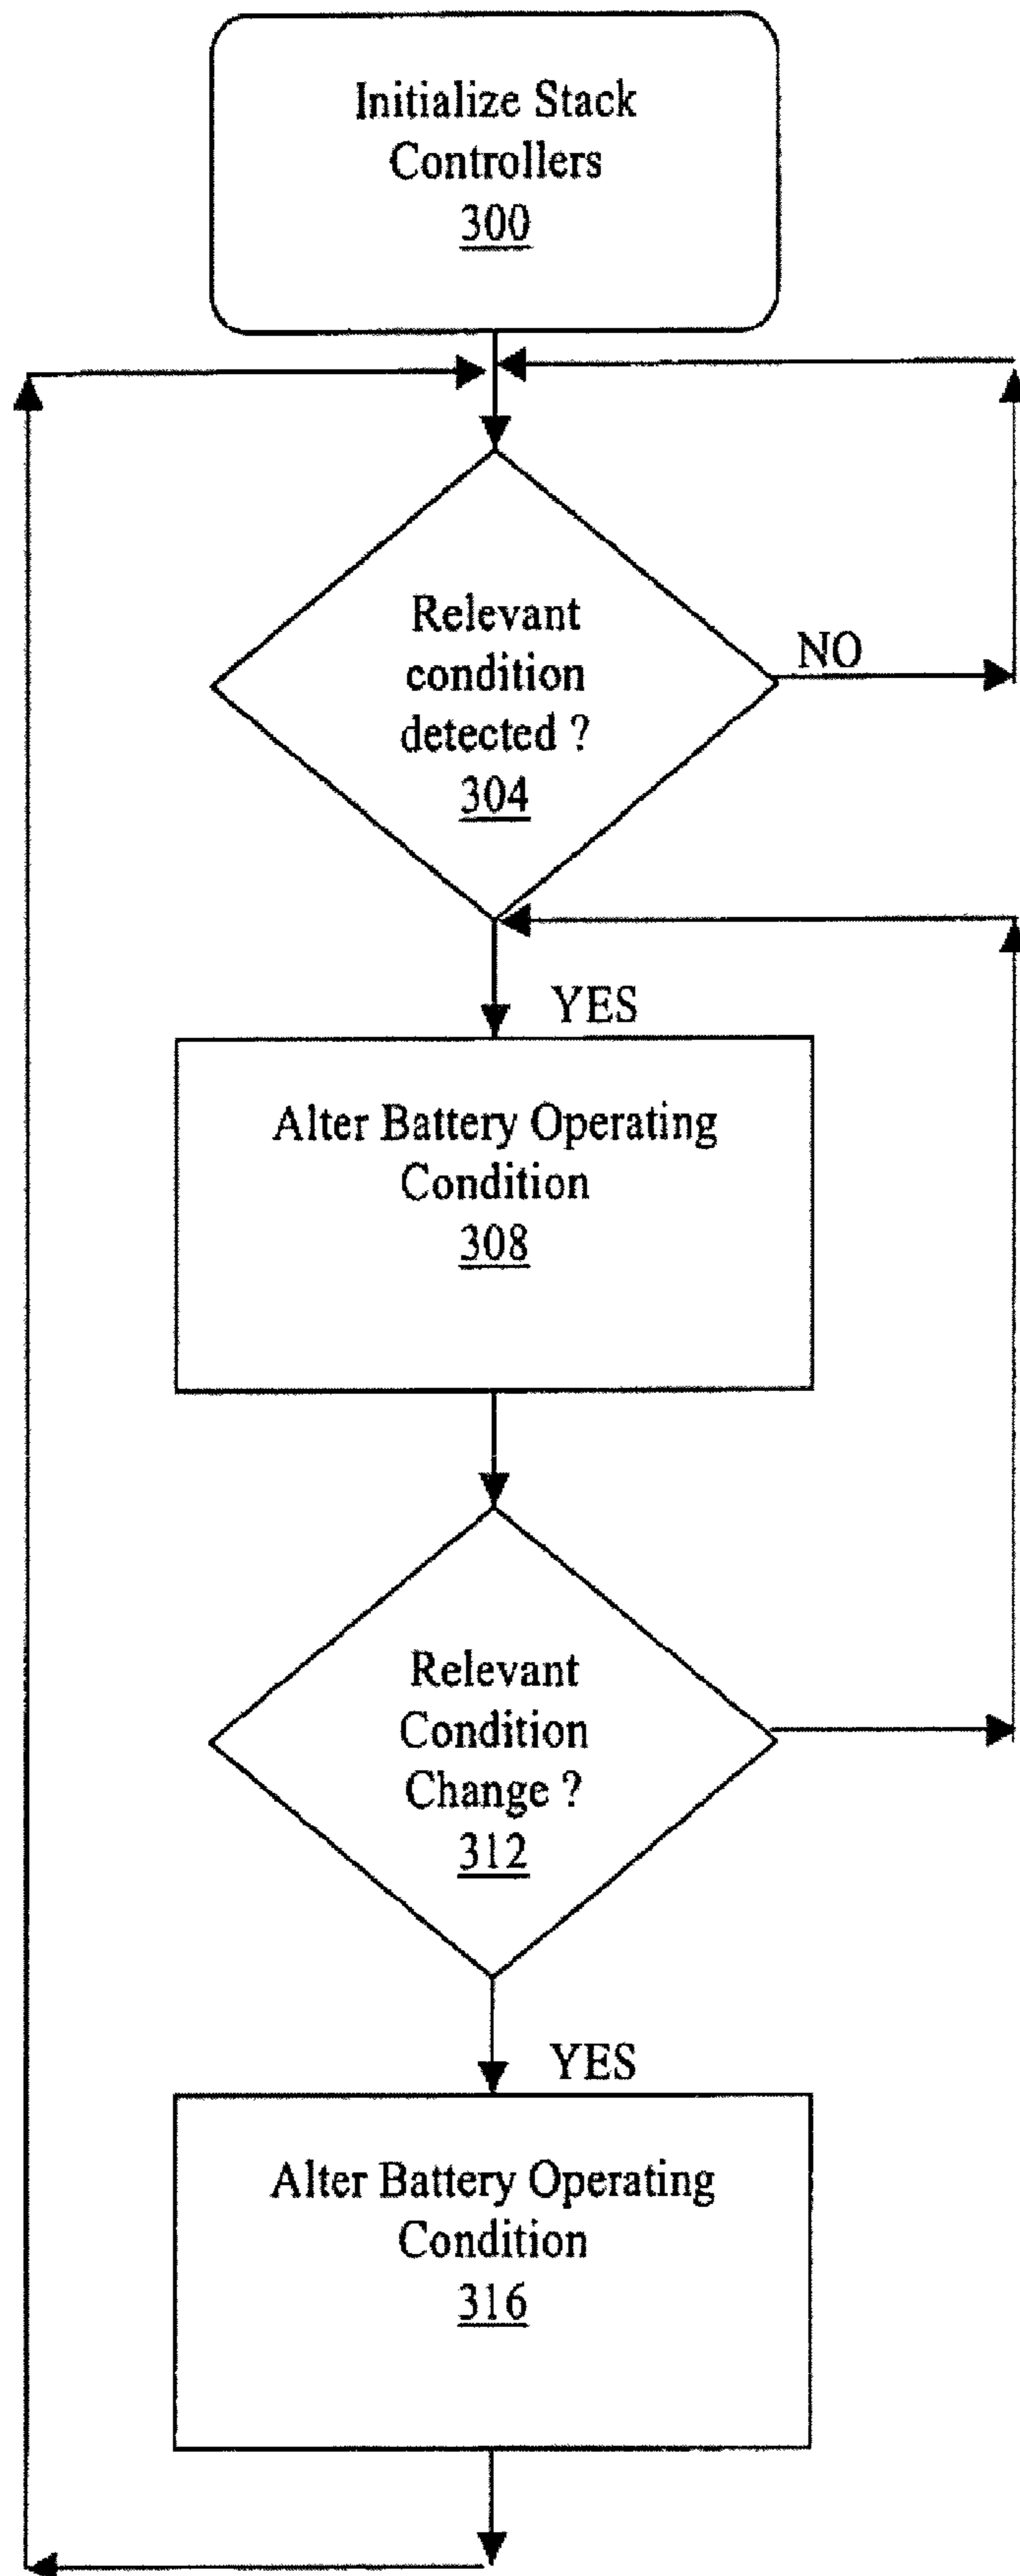 Initialize Stack
Controllers
300
Relevant
condition
detected ?
304
NO
YES
Alter Battery Operating
Condition
308
Relevant
Condition
Change ?
312
YES
Alter Battery Operating
Condition
316